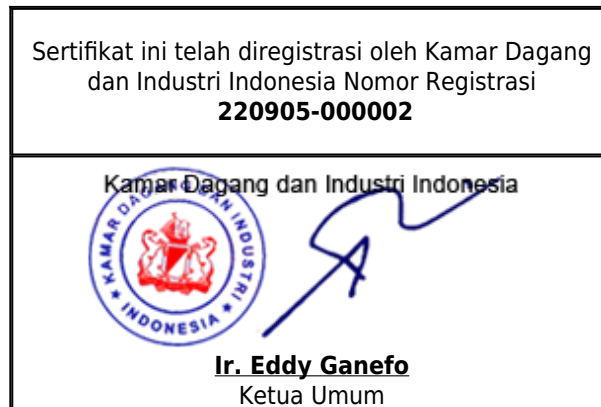 Sertifikat ini telah diregistrasi oleh Kamar Dagang
dan Industri Indonesia Nomor Registrasi
220905-000002
Kamar Dagang dan Industri Indonesia
KAMAR DAGANG DAN INDUSTRI
INDONESIA
Ir. Eddy Ganefo
Ketua Umum